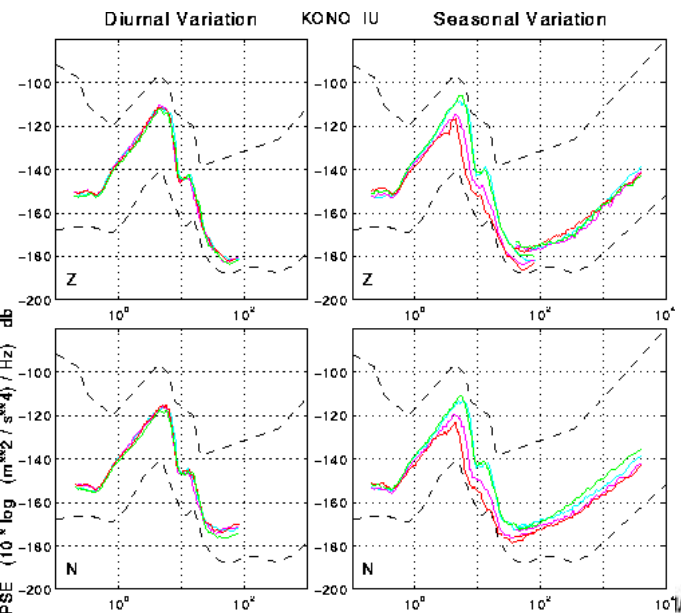 Diurnal Variation KONO IU Seasonal Variation
-100 -100
-120 -120
-140 -140
-160 -160
-180 -180
-200 -200
Z Z
10⁰ 10² 10⁰ 10² 10⁴
-100 -100
-120 -120
-140 -140
-160 -160
-180 -180
-200 -200
N N
10⁰ 10² 10⁰ 10² 10⁴
PSE (10 * log (m**2 / s**4) / Hz) db